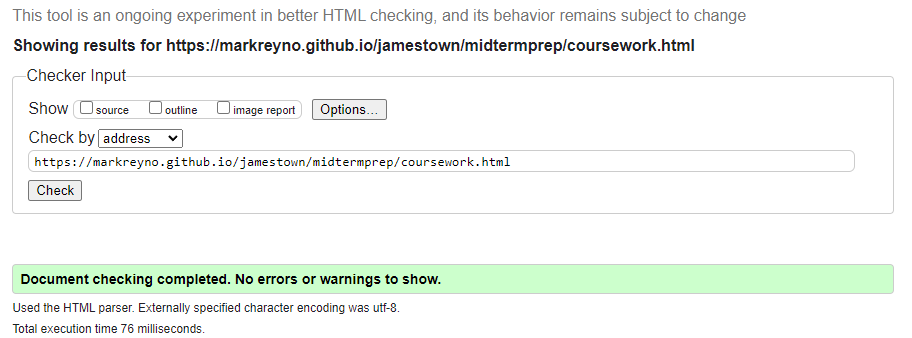 This tool is an ongoing experiment in better HTML checking, and its behavior remains subject to change
Showing results for https://markreyno.github.io/jamestown/midtermprep/coursework.html
Checker Input
Show source outline image report Options...
Check by address
https://markreyno.github.io/jamestown/midtermprep/coursework.html
Check
Document checking completed. No errors or warnings to show.
Used the HTML parser. Externally specified character encoding was utf-8.
Total execution time 76 milliseconds.